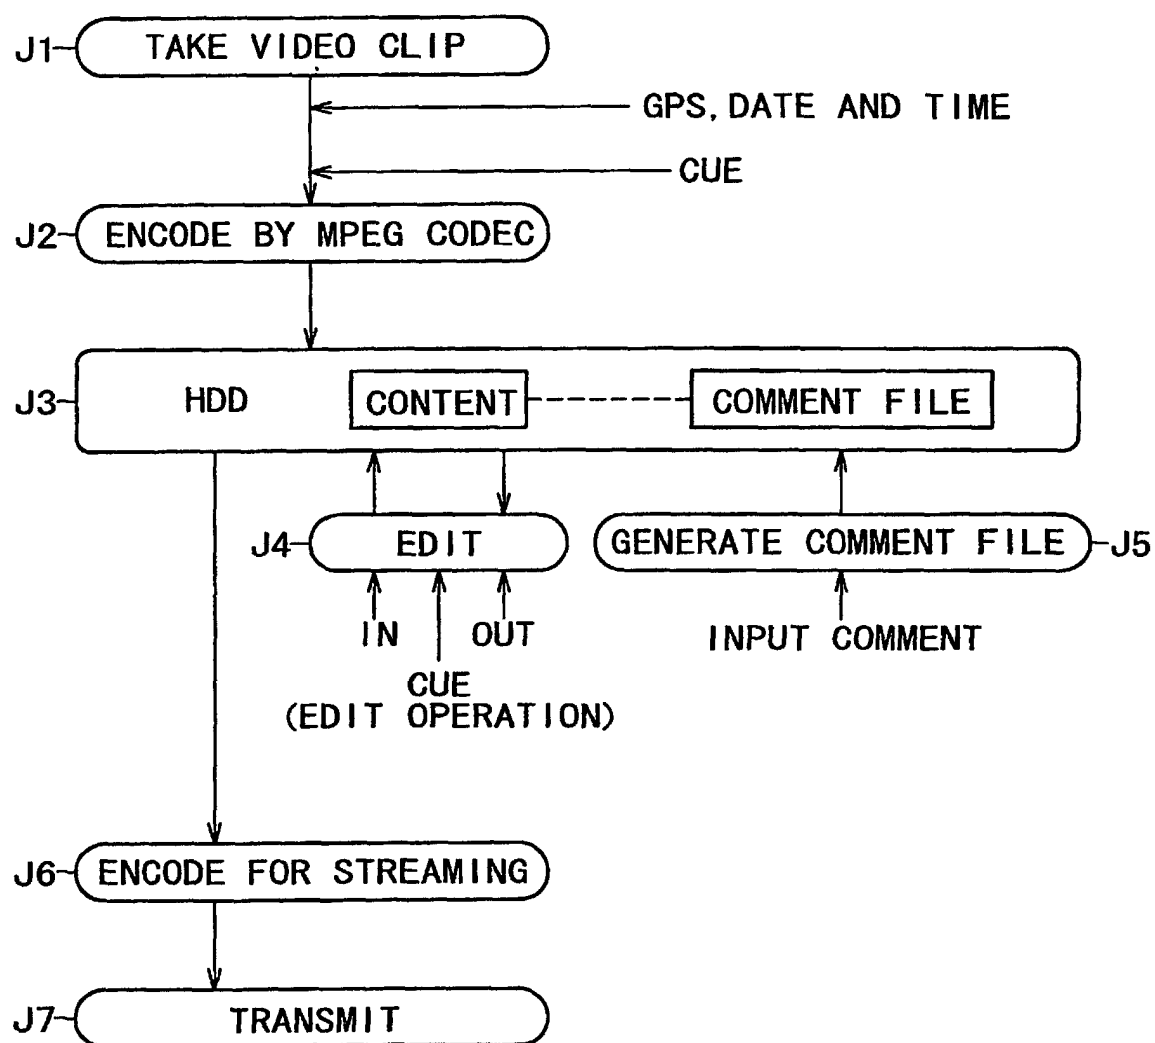 J1 TAKE VIDEO CLIP
GPS, DATE AND TIME
CUE
J2 ENCODE BY MPEG CODEC
J3 HDD CONTENT COMMENT FILE
J4 EDIT GENERATE COMMENT FILE J5
IN OUT INPUT COMMENT
CUE
(EDIT OPERATION)
J6 ENCODE FOR STREAMING
J7 TRANSMIT